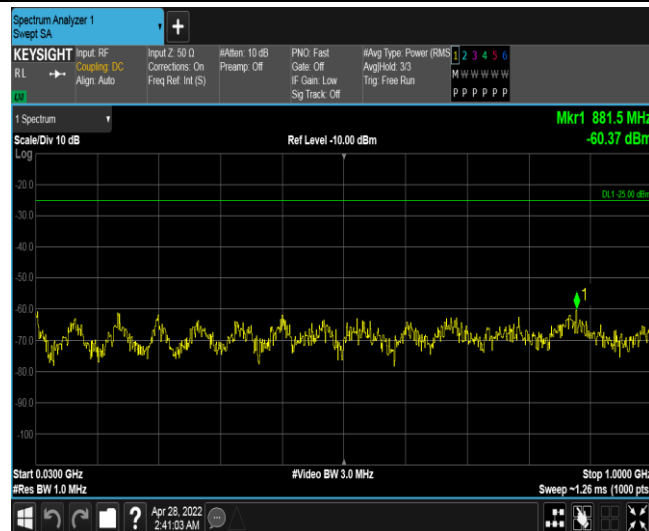 Spectrum Analyzer 1
Swept SA
+
KEYSIGHT
RL
LXI
Input: RF
Coupling: DC
Align: Auto
Input Z: 50 Ω
Corrections: On
Freq Ref: Int (S)
#Atten: 10 dB
Preamp: Off
PNO: Fast
Gate: Off
IF Gain: Low
Sig Track: Off
#Avg Type: Power (RMS
Avg|Hold: 3/3
Trig: Free Run
1 2 3 4 5 6
M W W W W W
P P P P P P
1 Spectrum
Scale/Div 10 dB
Ref Level -10.00 dBm
Mkr1 881.5 MHz
-60.37 dBm
Log
DL1 -25.00 dBm
-20.0
-30.0
-40.0
-50.0
-60.0
-70.0
-80.0
-90.0
-100
1
Start 0.0300 GHz
#Res BW 1.0 MHz
#Video BW 3.0 MHz
Stop 1.0000 GHz
Sweep ~1.26 ms (1000 pts
?
Apr 28, 2022
2:41:03 AM